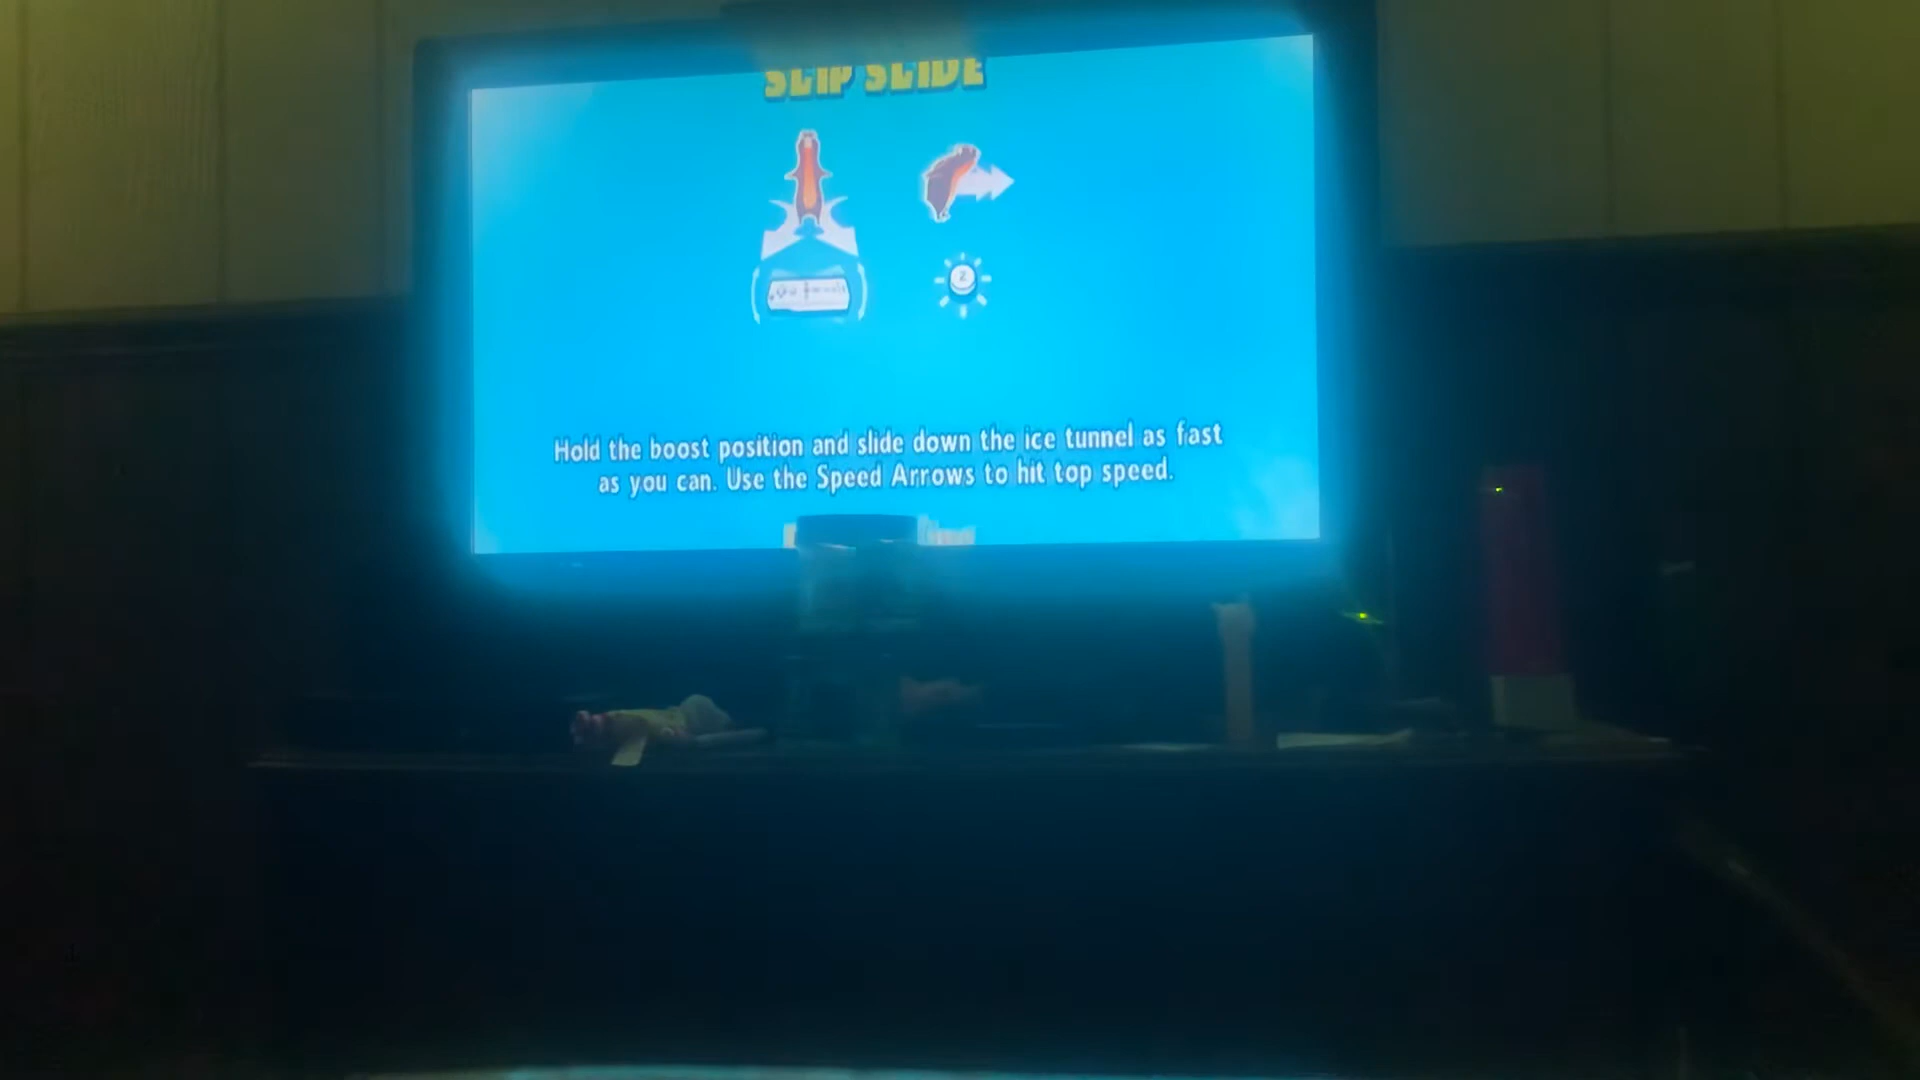 SLIP SLIDE
Z
Hold the boost position and slide down the ice tunnel as fast
as you can. Use the Speed Arrows to hit top speed.